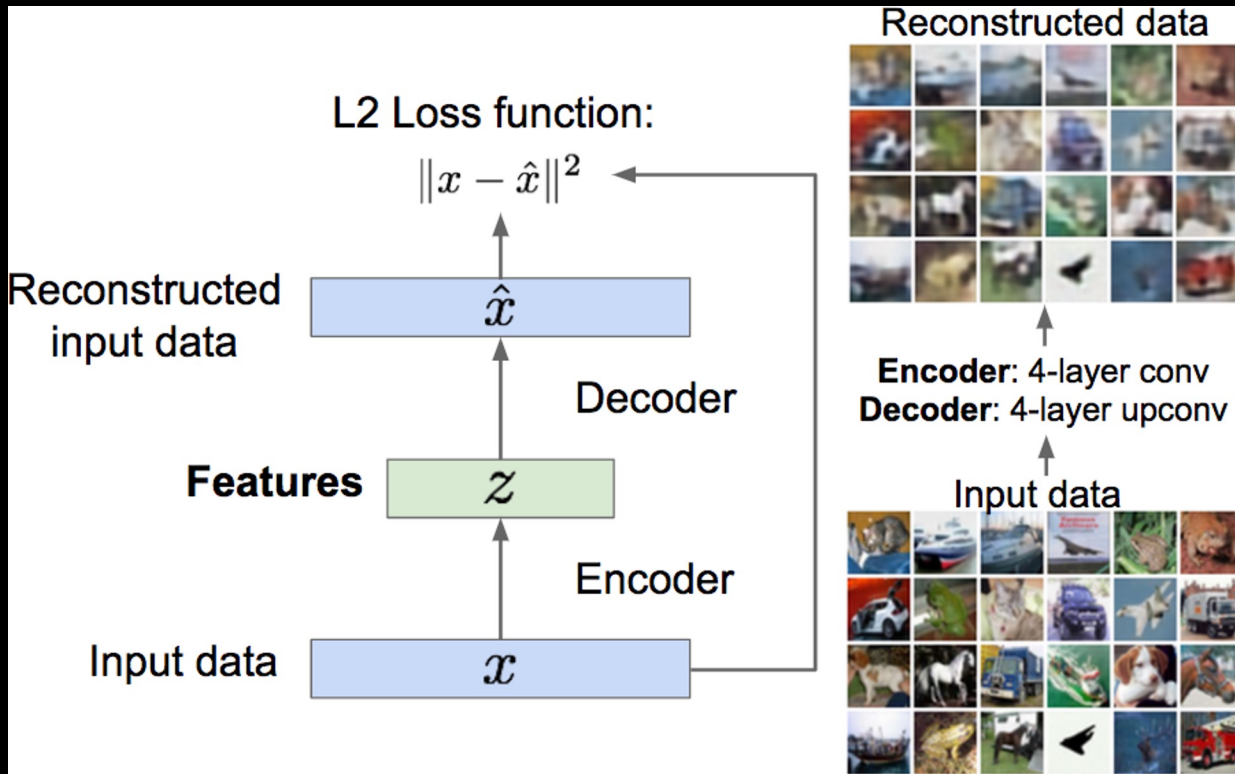 Reconstructed data
L2 Loss function:
‖x − x̂‖²
Reconstructed
input data
x̂
Decoder
Encoder: 4-layer conv
Decoder: 4-layer upconv
Features
z
Input data
Encoder
Input data
x